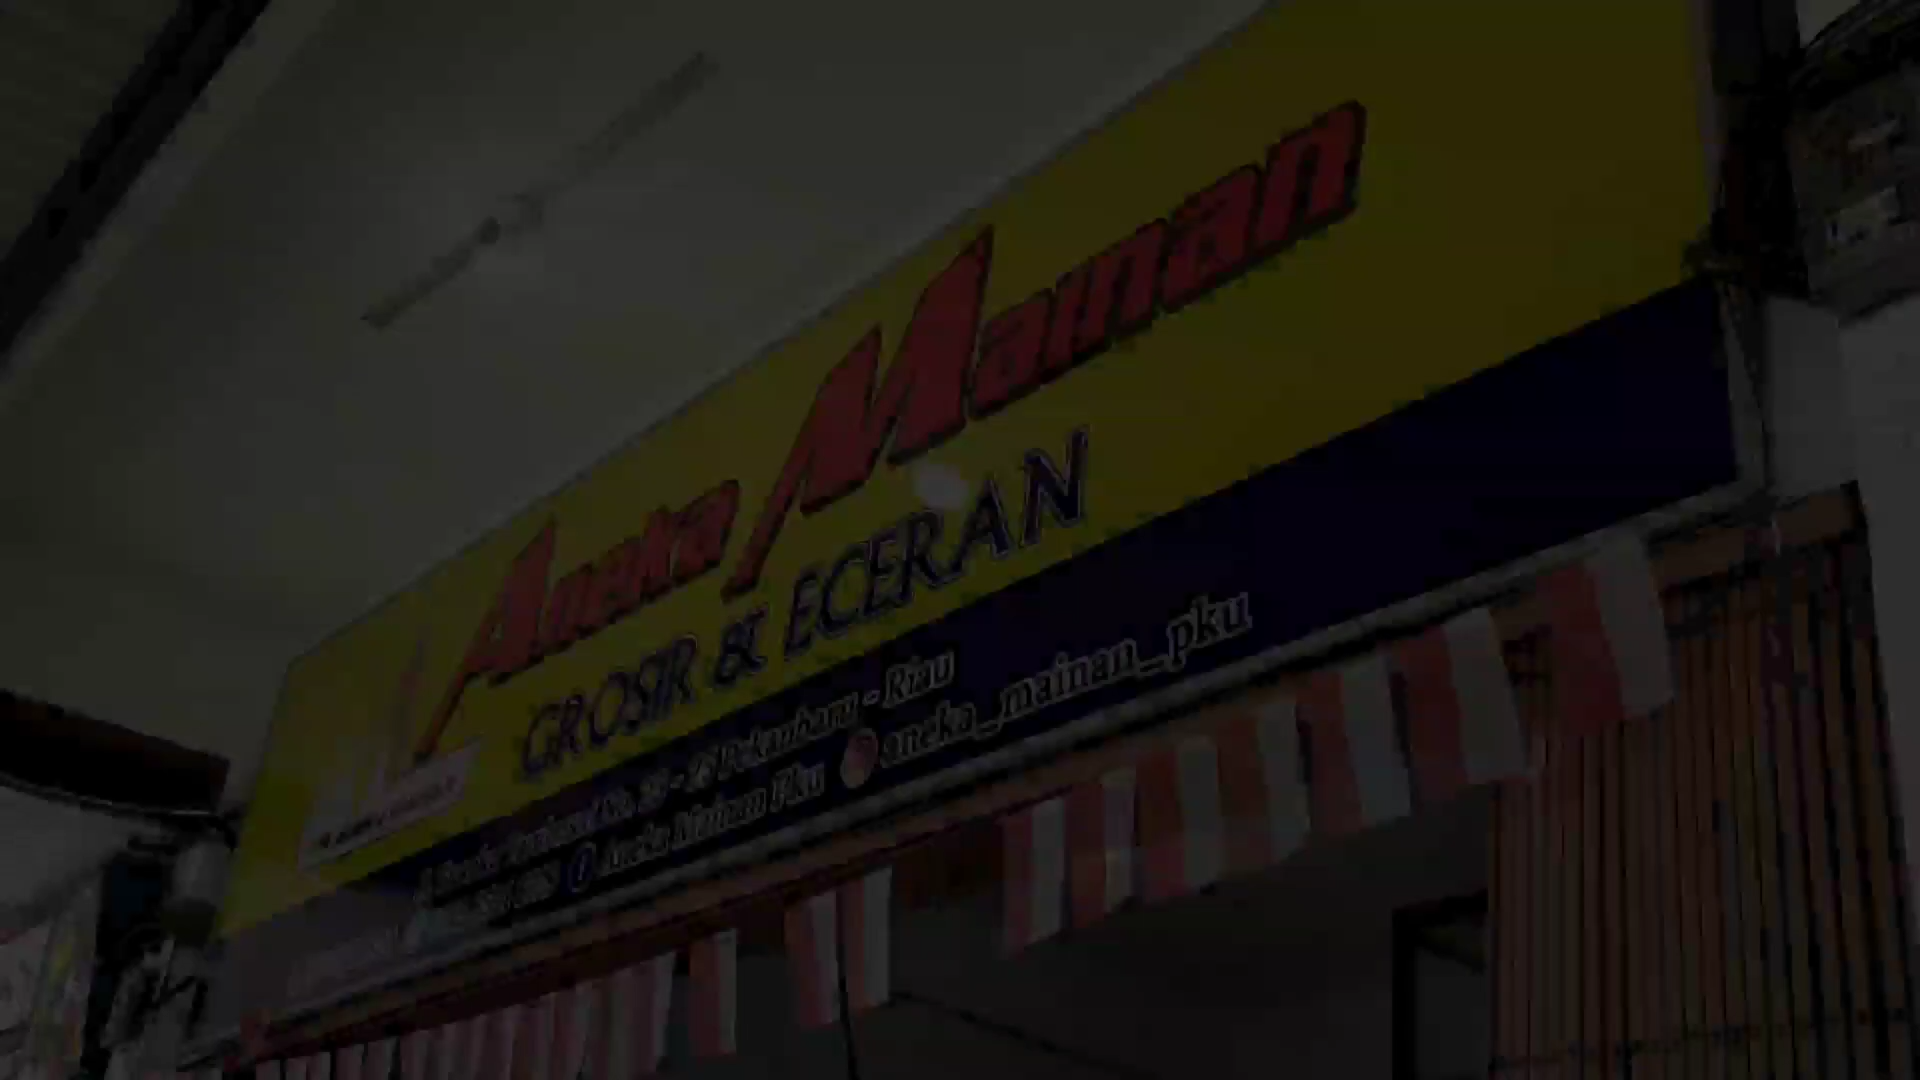 Aneka Mainan
GROSIR & ECERAN
Pekanbaru - Riau
Aneka Mainan Pku aneka_mainan_pku